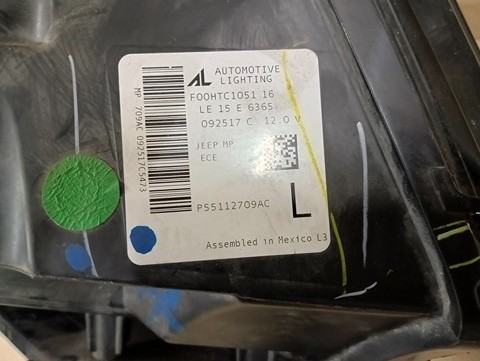 AL AUTOMOTIVE
LIGHTING
F00HTC1051.16
LE 15 E 6365
092517 C 12.0 V
JEEP MP
ECE
P55112709AC
L
Assembled in Mexico L3
MP 709AC 092517C5473